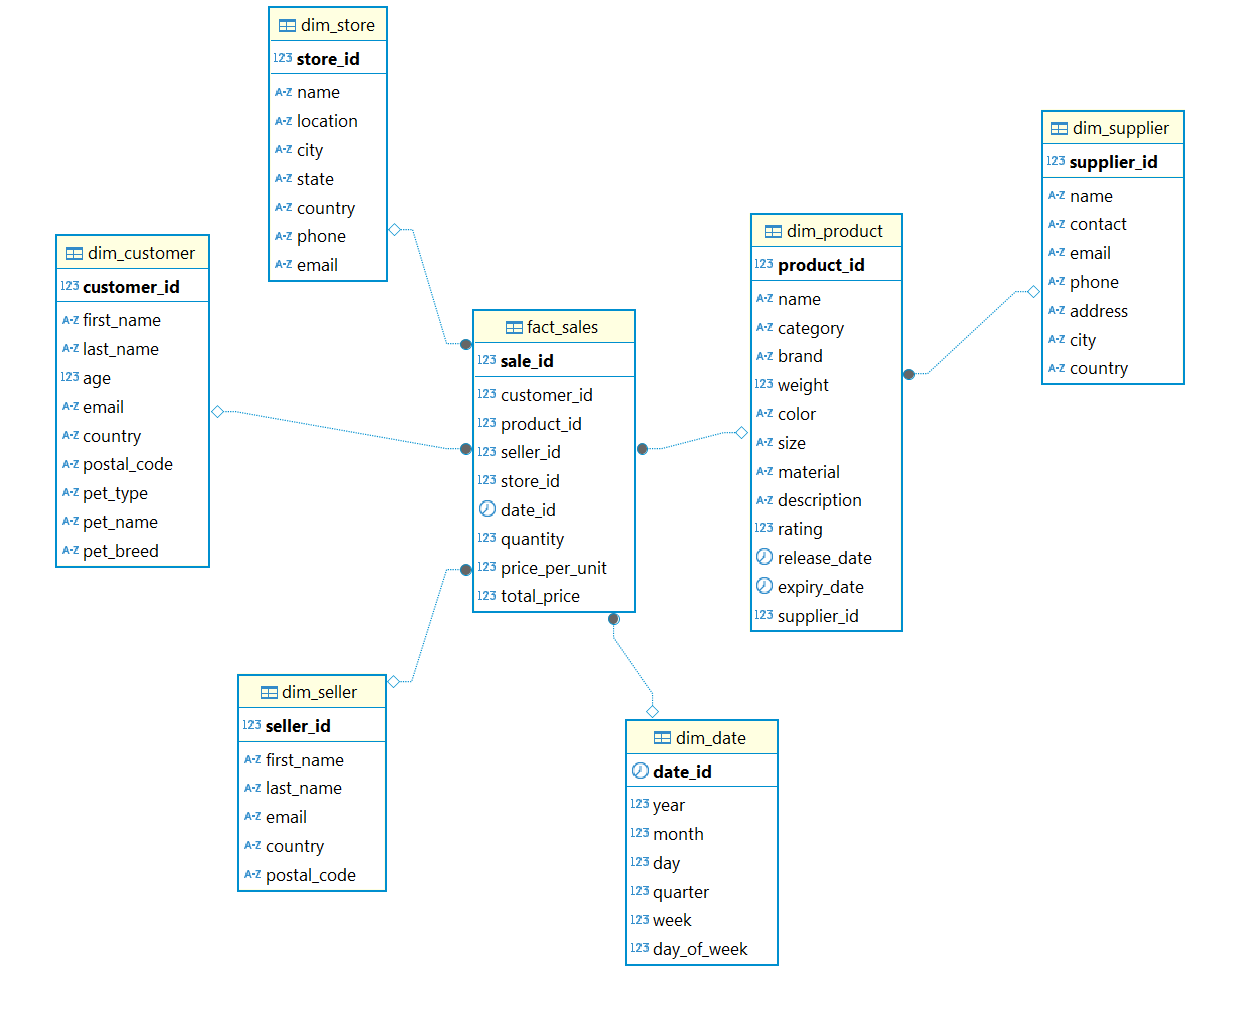 dim_store
123 store_id
A-Z name
A-Z location
A-Z city
A-Z state
A-Z country
A-Z phone
A-Z email
dim_supplier
123 supplier_id
A-Z name
A-Z contact
A-Z email
A-Z phone
A-Z address
A-Z city
A-Z country
dim_customer
123 customer_id
A-Z first_name
A-Z last_name
123 age
A-Z email
A-Z country
A-Z postal_code
A-Z pet_type
A-Z pet_name
A-Z pet_breed
dim_product
123 product_id
A-Z name
A-Z category
A-Z brand
123 weight
A-Z color
A-Z size
A-Z material
A-Z description
123 rating
release_date
expiry_date
123 supplier_id
fact_sales
123 sale_id
123 customer_id
123 product_id
123 seller_id
123 store_id
date_id
123 quantity
123 price_per_unit
123 total_price
dim_seller
123 seller_id
A-Z first_name
A-Z last_name
A-Z email
A-Z country
A-Z postal_code
dim_date
date_id
123 year
123 month
123 day
123 quarter
123 week
123 day_of_week